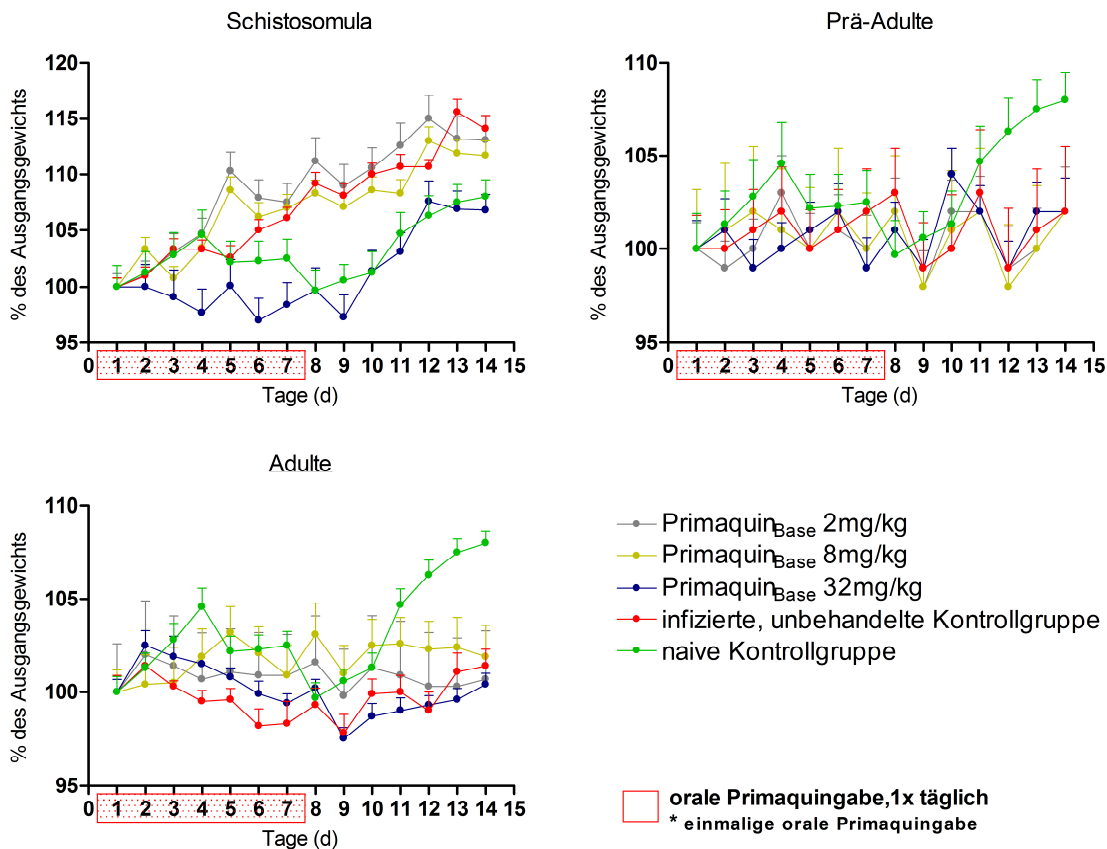 Schistosomula
% des Ausgangsgewichts
120
115
110
105
100
95
0 1 2 3 4 5 6 7 8 9 10 11 12 13 14 15
Tage (d)
Prä-Adulte
% des Ausgangsgewichts
110
105
100
95
0 1 2 3 4 5 6 7 8 9 10 11 12 13 14 15
Tage (d)
Adulte
% des Ausgangsgewichts
110
105
100
95
0 1 2 3 4 5 6 7 8 9 10 11 12 13 14 15
Tage (d)
PrimaquinBase 2mg/kg
PrimaquinBase 8mg/kg
PrimaquinBase 32mg/kg
infizierte, unbehandelte Kontrollgruppe
naive Kontrollgruppe
orale Primaquingabe,1x täglich
* einmalige orale Primaquingabe